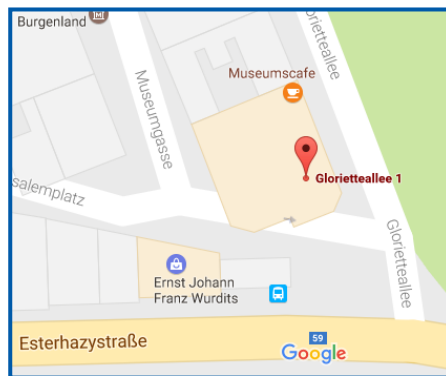 Burgenland
Glorietteallee
Museumscafe
Museumgasse
Glorietteallee 1
salemplatz
Glorietteallee
Ernst Johann
Franz Wurdits
59
Esterhazystraße
Google